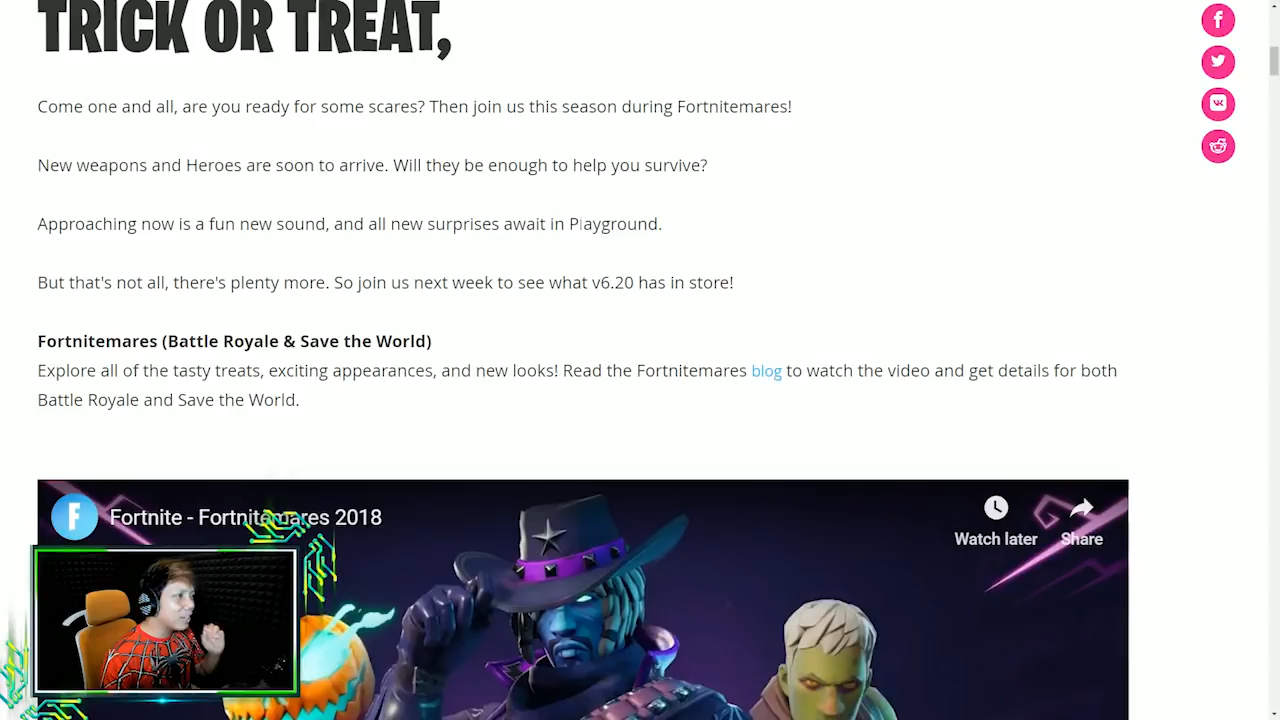 TRICK OR TREAT,
Come one and all, are you ready for some scares? Then join us this season during Fortnitemares!
New weapons and Heroes are soon to arrive. Will they be enough to help you survive?
Approaching now is a fun new sound, and all new surprises await in Playground.
But that's not all, there's plenty more. So join us next week to see what v6.20 has in store!
Fortnitemares (Battle Royale & Save the World)
Explore all of the tasty treats, exciting appearances, and new looks! Read the Fortnitemares blog to watch the video and get details for both
Battle Royale and Save the World.
Fortnite - Fortnitemares 2018
Watch later
Share